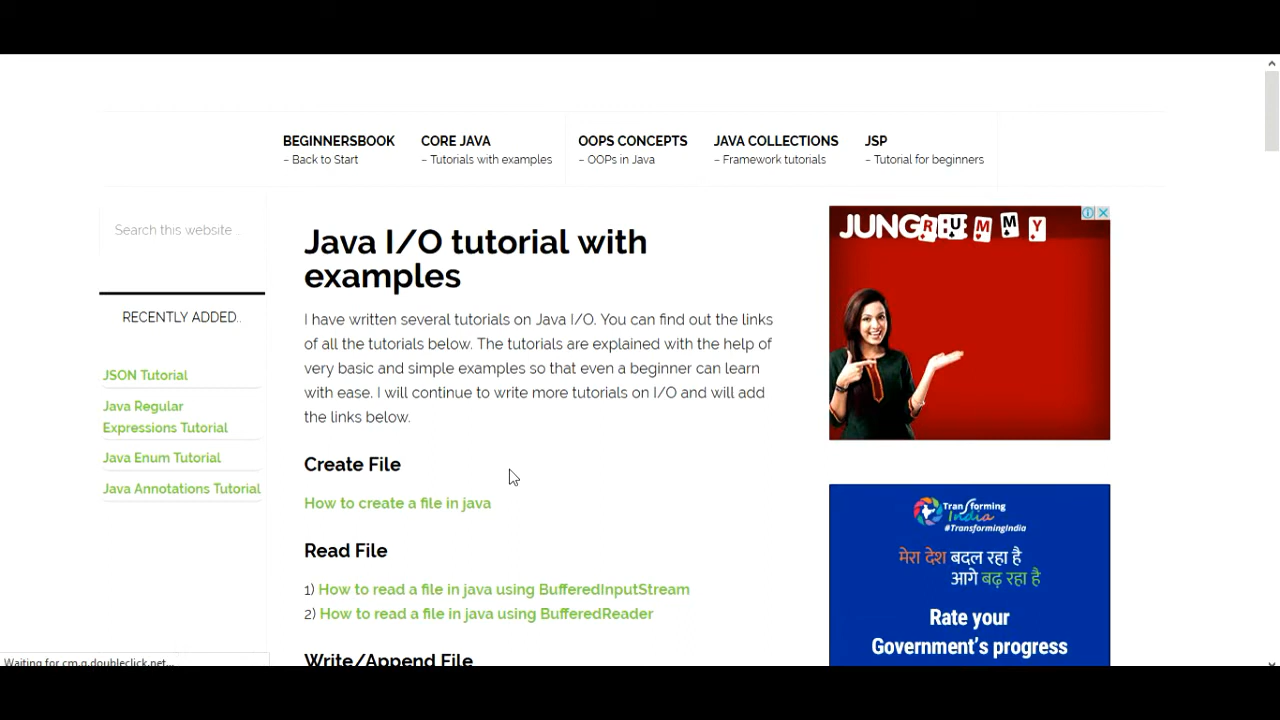 BEGINNERSBOOK
– Back to Start
CORE JAVA
– Tutorials with examples
OOPS CONCEPTS
– OOPs in Java
JAVA COLLECTIONS
– Framework tutorials
JSP
– Tutorial for beginners
Search this website ..
RECENTLY ADDED..
JSON Tutorial
Java Regular
Expressions Tutorial
Java Enum Tutorial
Java Annotations Tutorial
Java I/O tutorial with
examples
I have written several tutorials on Java I/O. You can find out the links
of all the tutorials below. The tutorials are explained with the help of
very basic and simple examples so that even a beginner can learn
with ease. I will continue to write more tutorials on I/O and will add
the links below.
Create File
How to create a file in java
Read File
1) How to read a file in java using BufferedInputStream
2) How to read a file in java using BufferedReader
Write/Append File
JUNGLEE RUMMY
Transforming
India
#TransformingIndia
मेरा देश बदल रहा है
आगे बढ़ रहा है
Rate your
Government's progress
Waiting for cm.g.doubleclick.net...